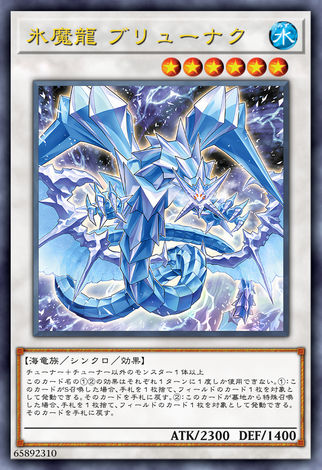 氷魔龍 ブリューナク
水
【海竜族／シンクロ／効果】
チューナー＋チューナー以外のモンスター１体以上
このカード名の①②の効果はそれぞれ１ターンに１度しか使用できない。①：こ
のカードがS召喚した場合、手札を１枚捨て、フィールドのカード１枚を対象と
して発動できる。そのカードを手札に戻す。②：このカードが墓地から特殊召喚
した場合、手札を１枚捨て、フィールドのカード１枚を対象として発動できる。
そのカードを手札に戻す。
ATK/2300 DEF/1400
65892310